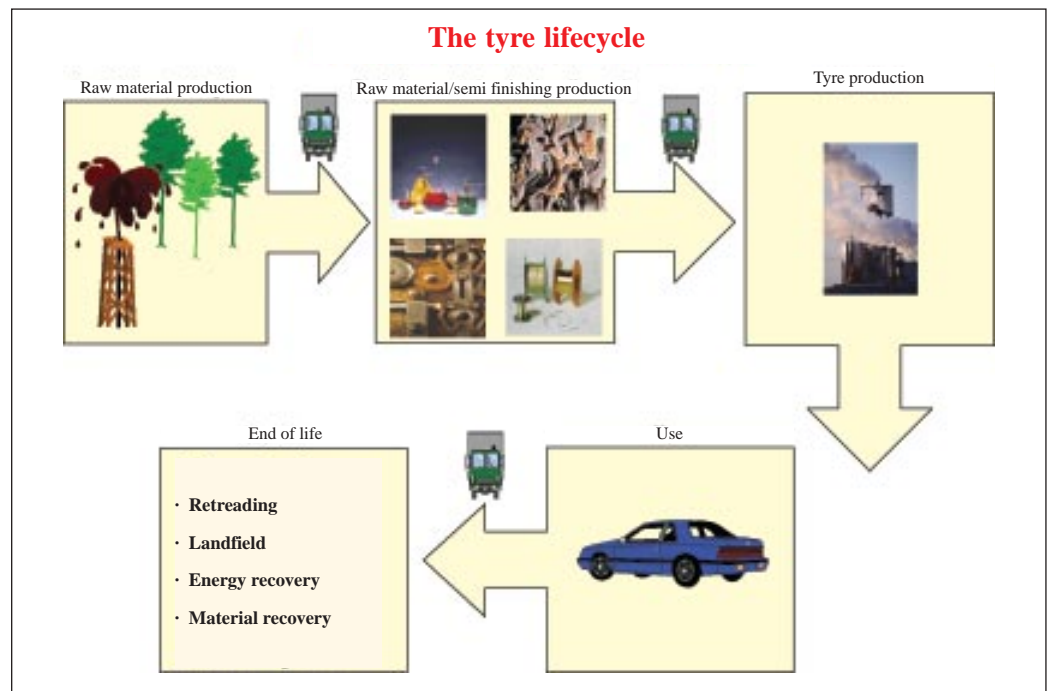 The tyre lifecycle
Raw material production
Raw material/semi finishing production
Tyre production
End of life
Use
· Retreading
· Landfield
· Energy recovery
· Material recovery